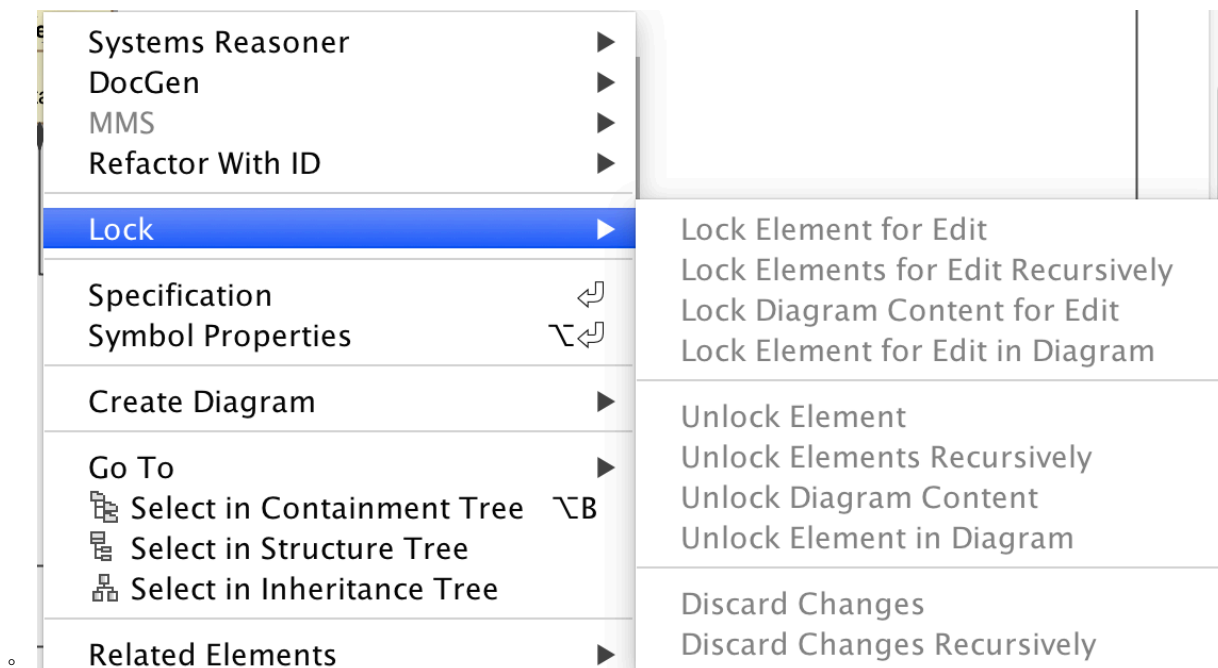 Systems Reasoner
DocGen
MMS
Refactor With ID
Lock
Specification
Symbol Properties
Create Diagram
Go To
Select in Containment Tree ⌥B
Select in Structure Tree
Select in Inheritance Tree
Related Elements
Lock Element for Edit
Lock Elements for Edit Recursively
Lock Diagram Content for Edit
Lock Element for Edit in Diagram
Unlock Element
Unlock Elements Recursively
Unlock Diagram Content
Unlock Element in Diagram
Discard Changes
Discard Changes Recursively